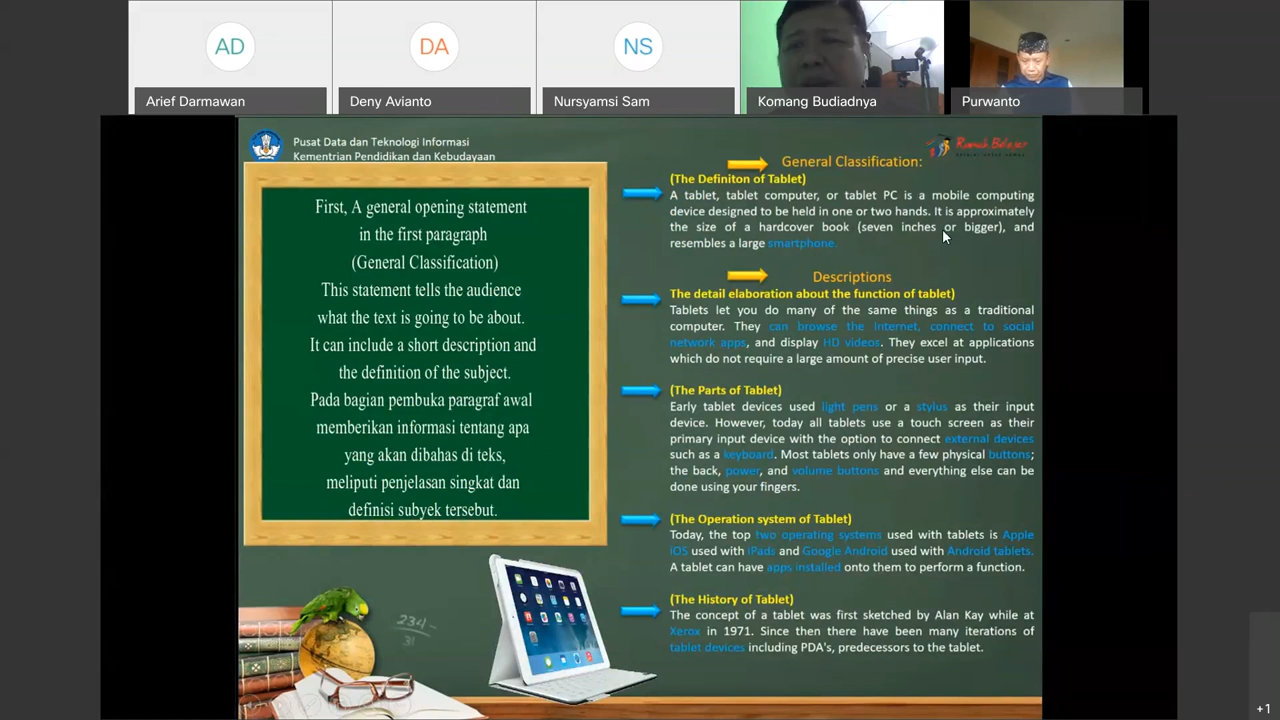 AD
DA
NS
Arief Darmawan
Deny Avianto
Nursyamsi Sam
Komang Budiadnya
Purwanto
Pusat Data dan Teknologi Informasi
Kementrian Pendidikan dan Kebudayaan
First, A general opening statement
in the first paragraph
(General Classification)
This statement tells the audience
what the text is going to be about.
It can include a short description and
the definition of the subject.
Pada bagian pembuka paragraf awal
memberikan informasi tentang apa
yang akan dibahas di teks,
meliputi penjelasan singkat dan
definisi subyek tersebut.
Rumah Belajar
General Classification:
(The Definiton of Tablet)
A tablet, tablet computer, or tablet PC is a mobile computing
device designed to be held in one or two hands. It is approximately
the size of a hardcover book (seven inches or bigger), and
resembles a large smartphone.
Descriptions
The detail elaboration about the function of tablet)
Tablets let you do many of the same things as a traditional
computer. They can browse the Internet, connect to social
network apps, and display HD videos. They excel at applications
which do not require a large amount of precise user input.
(The Parts of Tablet)
Early tablet devices used light pens or a stylus as their input
device. However, today all tablets use a touch screen as their
primary input device with the option to connect external devices
such as a keyboard. Most tablets only have a few physical buttons;
the back, power, and volume buttons and everything else can be
done using your fingers.
(The Operation system of Tablet)
Today, the top two operating systems used with tablets is Apple
iOS used with iPads and Google Android used with Android tablets.
A tablet can have apps installed onto them to perform a function.
(The History of Tablet)
The concept of a tablet was first sketched by Alan Kay while at
Xerox in 1971. Since then there have been many iterations of
tablet devices including PDA's, predecessors to the tablet.
234-
31
+1